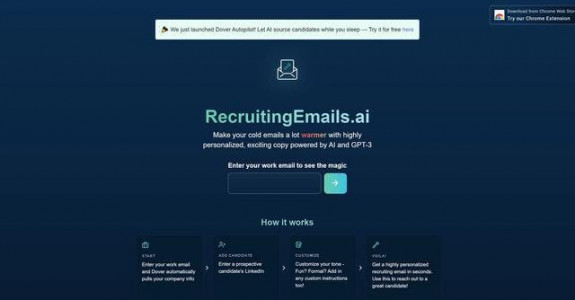 Download from Chrome Web Store
Try our Chrome Extension
We just launched Dover Autopilot! Let AI source candidates while you sleep — Try it for free here
RecruitingEmails.ai
Make your cold emails a lot warmer with highly
personalized, exciting copy powered by AI and GPT-3
Enter your work email to see the magic
How it works
START
Enter your work email
and Dover automatically
pulls your company info
ADD CANDIDATE
Enter a prospective
candidate's LinkedIn
CUSTOMIZE
Customize your tone -
Fun? Formal? Add in
any custom instructions
too!
VOILA!
Get a highly personalized
recruiting email in seconds.
Use this to reach out to a
great candidate!